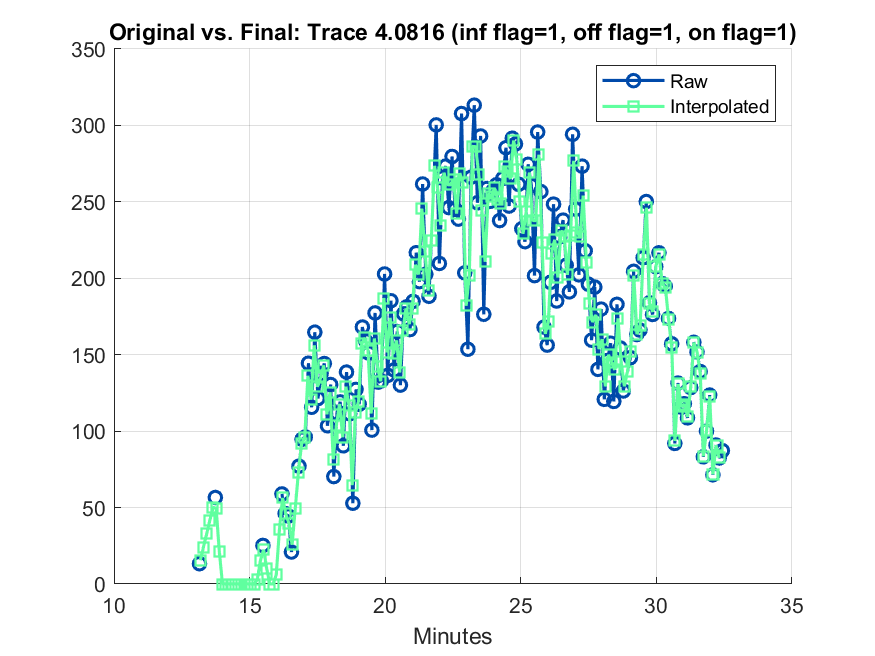 Original vs. Final: Trace 4.0816 (inf flag=1, off flag=1, on flag=1)
350
300
250
200
150
100
50
0
Raw
Interpolated
10 15 20 25 30 35
Minutes